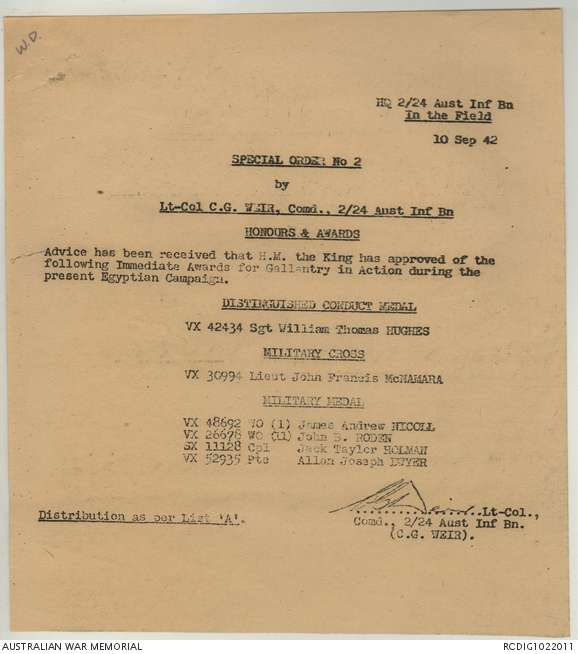 W.D.
HQ 2/24 Aust Inf Bn
In the Field
10 Sep 42
SPECIAL ORDER No 2
by
Lt-Col C.G. WEIR, Comd., 2/24 Aust Inf Bn
HONOURS & AWARDS
Advice has been received that H.M. the King has approved of the
following Immediate Awards for Gallantry in Action during the
present Egyptian Campaign.
DISTINGUISHED CONDUCT MEDAL
VX 42434 Sgt William Thomas HUGHES
MILITARY CROSS
VX 30994 Lieut John Francis McNAMARA
MILITARY MEDAL
VX 48692 WO (1) James Andrew NICOLL
VX 26678 WO (11) John B. RODEN
SX 11128 Cpl Jack Taylor HOLMAN
VX 52935 Pte Allan Joseph DWYER
Distribution as per List 'A'.
Lt-Col.,
Comd., 2/24 Aust Inf Bn.
(C.G. WEIR).
AUSTRALIAN WAR MEMORIAL
RCDIG1022011